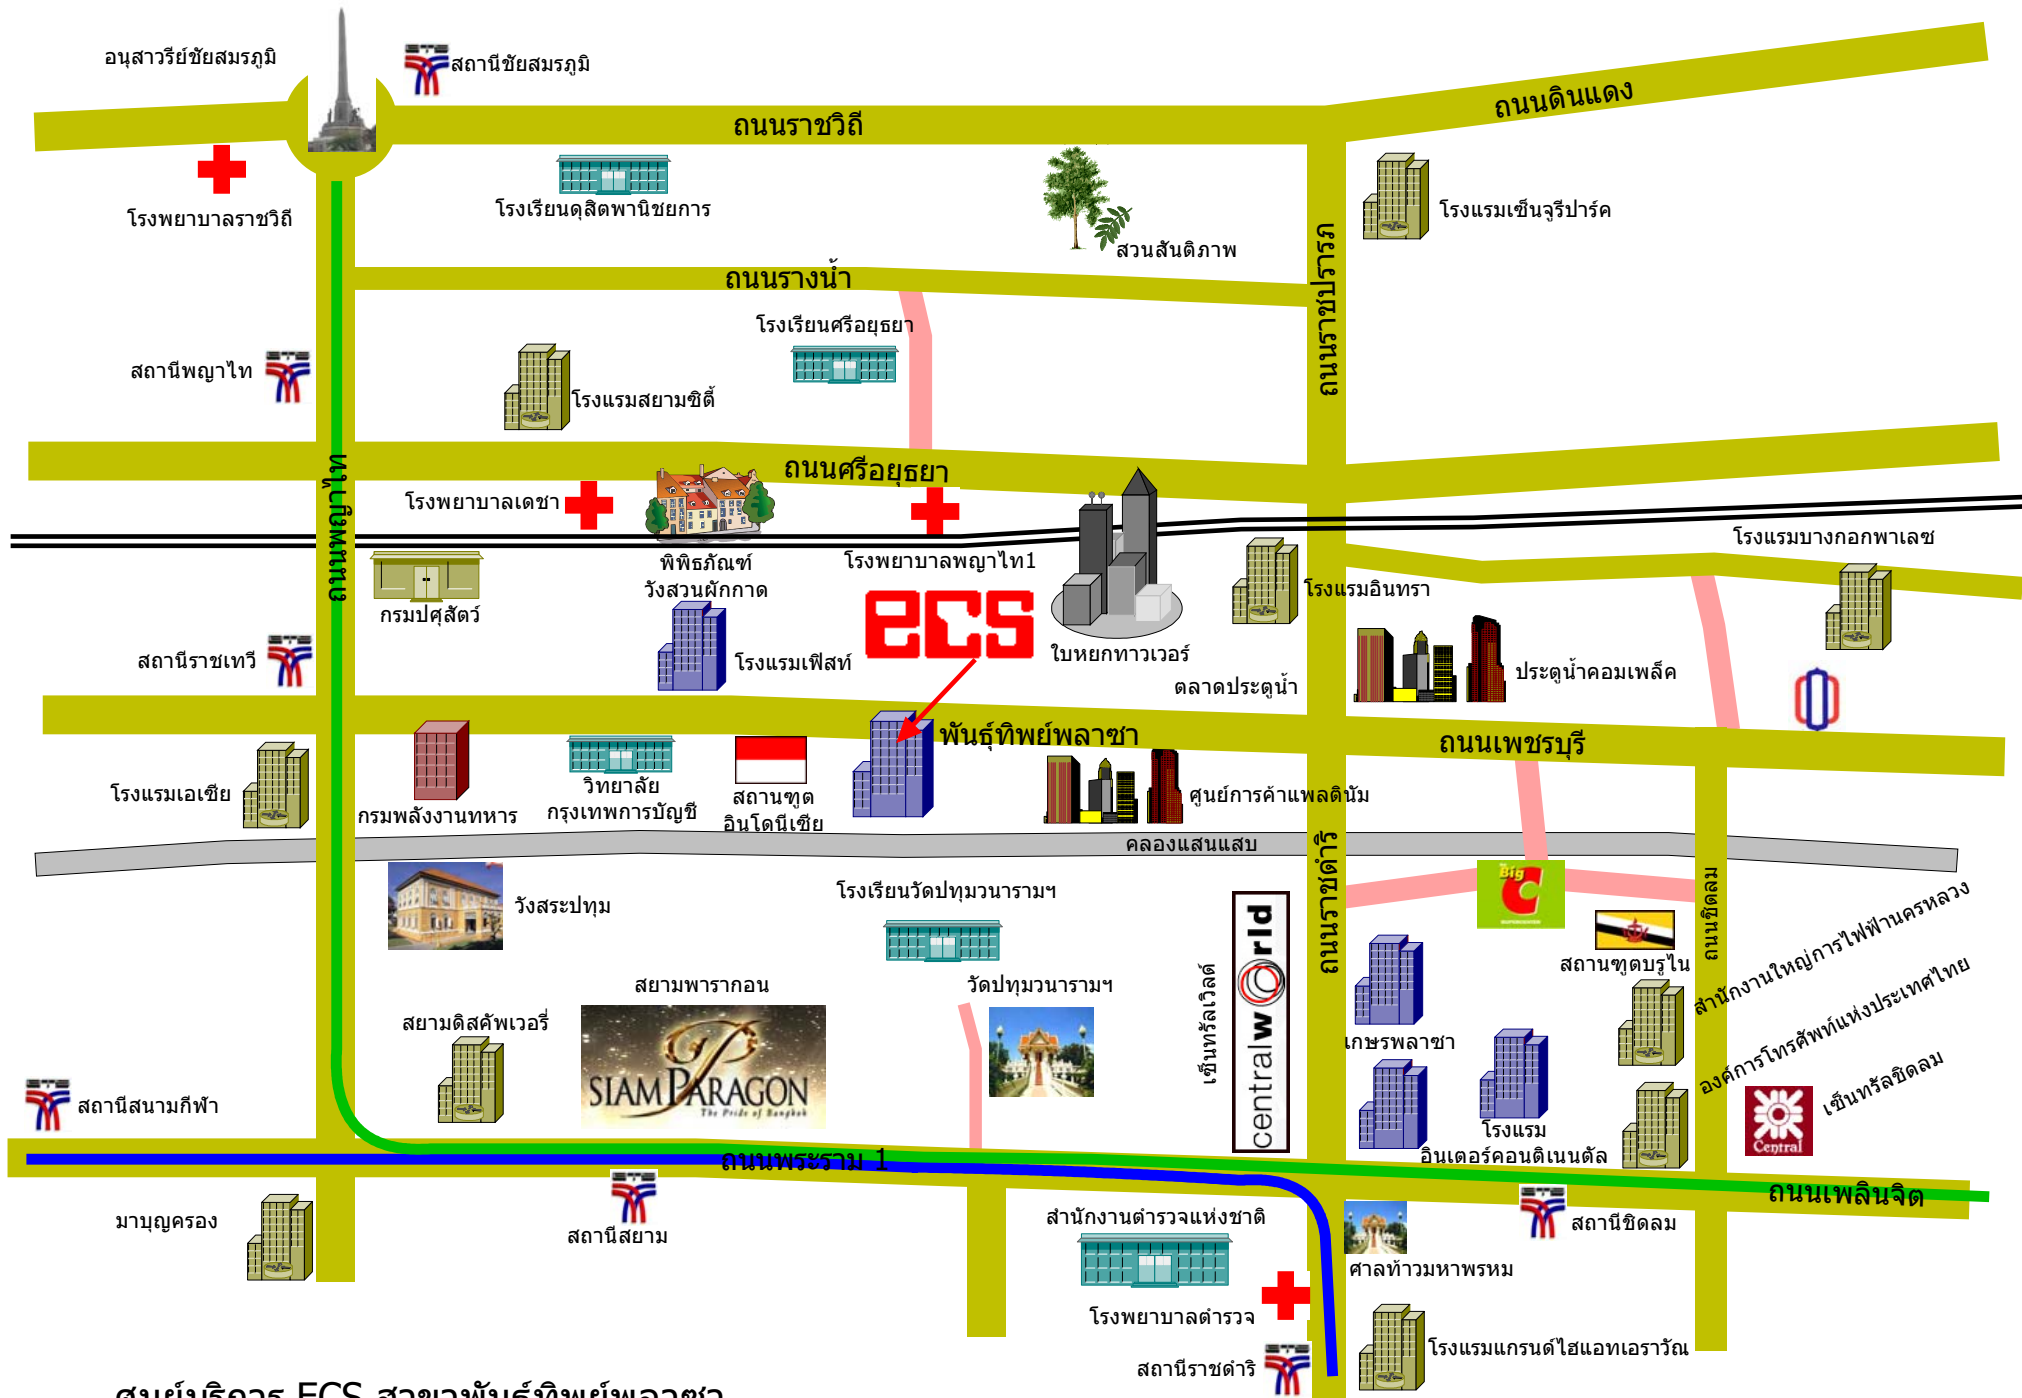 อนุสาวรีย์ชัยสมรภูมิ
สถานีชัยสมรภูมิ
ถนนราชวิถี
ถนนดินแดง
โรงพยาบาลราชวิถี
โรงเรียนดุสิตพานิชยการ
สวนสันติภาพ
โรงแรมเซ็นจูรีปาร์ค
ถนนรางน้ำ
ถนนราชปรารภ
โรงเรียนศรีอยุธยา
สถานีพญาไท
โรงแรมสยามซิตี้
ถนนศรีอยุธยา
ถนนพญาไท
โรงพยาบาลเดชา
โรงแรมบางกอกพาเลซ
พิพิธภัณฑ์
วังสวนผักกาด
โรงพยาบาลพญาไท1
โรงแรมอินทรา
กรมปศุสัตว์
ecs
ใบหยกทาวเวอร์
สถานีราชเทวี
โรงแรมเฟิสท์
ตลาดประตูน้ำ
ประตูน้ำคอมเพล็ค
พันธุ์ทิพย์พลาซา
ถนนเพชรบุรี
โรงแรมเอเซีย
กรมพลังงานทหาร
วิทยาลัย
กรุงเทพการบัญชี
สถานฑูต
อินโดนีเซีย
ศูนย์การค้าแพลตินัม
คลองแสนแสบ
ถนนราชดำริ
ถนนชิดลม
วังสระปทุม
โรงเรียนวัดปทุมวนารามฯ
Big
C
สถานฑูตบรูไน
สำนักงานใหญ่การไฟฟ้านครหลวง
สยามพารากอน
วัดปทุมวนารามฯ
เซ็นทรัลเวิลด์
centralworld
องค์การโทรศัพท์แห่งประเทศไทย
สยามดิสคัฟเวอรี่
SIAM PARAGON
The Pride of Bangkok
เกษรพลาซา
เซ็นทรัลชิดลม
Central
สถานีสนามกีฬา
โรงแรม
อินเตอร์คอนติเนนตัล
ถนนพระราม 1
ถนนเพลินจิต
มาบุญครอง
สถานีสยาม
สำนักงานตำรวจแห่งชาติ
สถานีชิดลม
ศาลท้าวมหาพรหม
โรงพยาบาลตำรวจ
สถานีราชดำริ
โรงแรมแกรนด์ไฮแอทเอราวัณ
ศูนย์บริการ ECS สาขาพันธุ์ทิพย์พลาซา